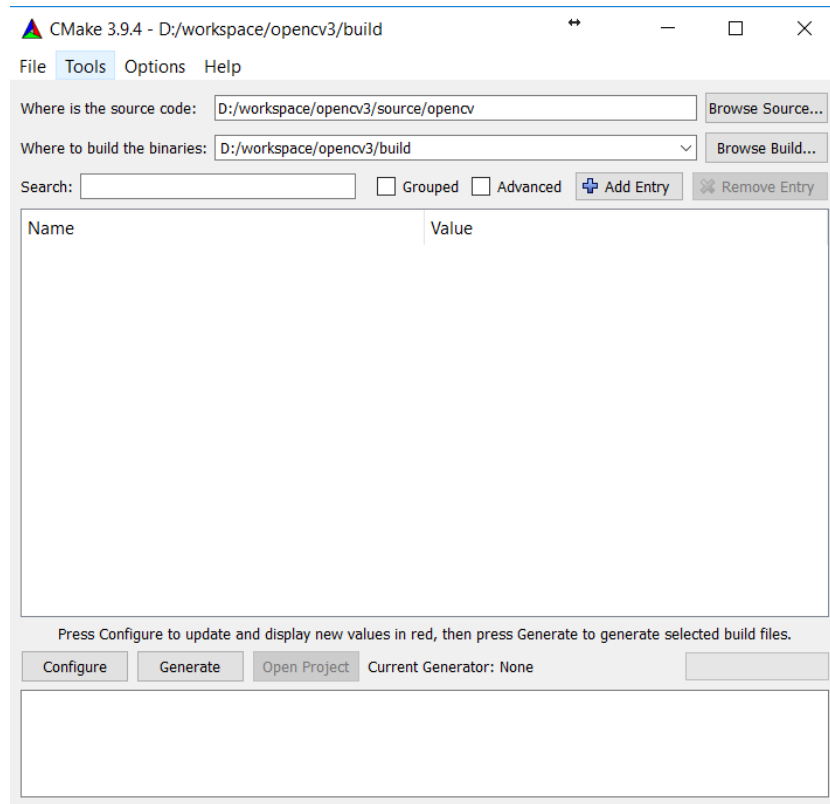 CMake 3.9.4 - D:/workspace/opencv3/build
File Tools Options Help
Where is the source code: D:/workspace/opencv3/source/opencv Browse Source...
Where to build the binaries: D:/workspace/opencv3/build Browse Build...
Search: Grouped Advanced Add Entry Remove Entry
Name Value
Press Configure to update and display new values in red, then press Generate to generate selected build files.
Configure Generate Open Project Current Generator: None